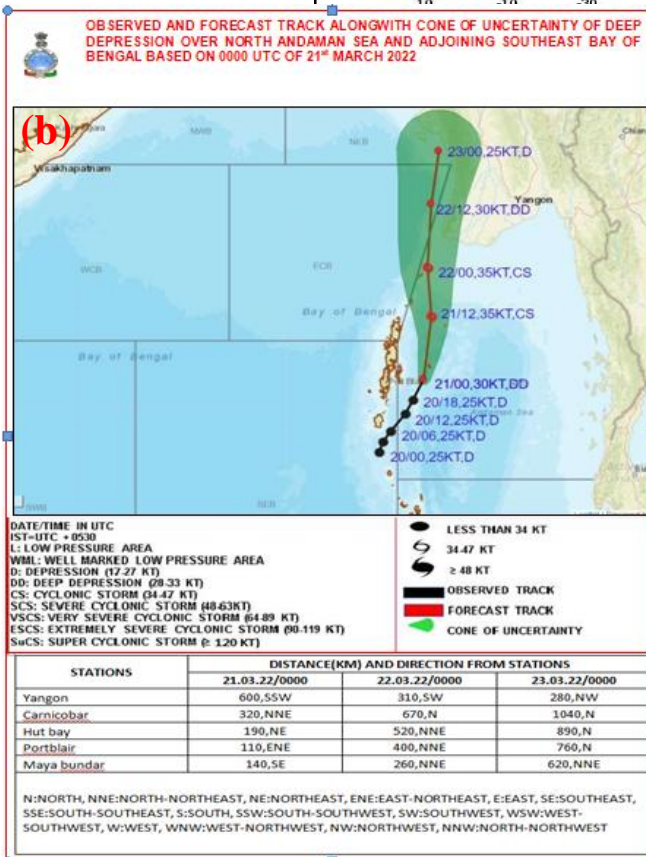 OBSERVED AND FORECAST TRACK ALONGWITH CONE OF UNCERTAINTY OF DEEP
DEPRESSION OVER NORTH ANDAMAN SEA AND ADJOINING SOUTHEAST BAY OF
BENGAL BASED ON 0000 UTC OF 21st MARCH 2022
(b)
NWB
NEB
Visakhapatnam
23/00,25KT,D
Yangon
22/12,30KT,DD
WCB
ECB
22/00,35KT,CS
Bay of Bengal
21/12,35KT,CS
Bay of Bengal
21/00,30KT,DD
20/18,25KT,D
20/12,25KT,D
20/06,25KT,D
20/00,25KT,D
DATE/TIME IN UTC
IST=UTC + 0530
L: LOW PRESSURE AREA
WML: WELL MARKED LOW PRESSURE AREA
D: DEPRESSION (17-27 KT)
DD: DEEP DEPRESSION (28-33 KT)
CS: CYCLONIC STORM (34-47 KT)
SCS: SEVERE CYCLONIC STORM (48-63KT)
VSCS: VERY SEVERE CYCLONIC STORM (64-89 KT)
ESCS: EXTREMELY SEVERE CYCLONIC STORM (90-119 KT)
SuCS: SUPER CYCLONIC STORM (≥ 120 KT)
LESS THAN 34 KT
34-47 KT
≥ 48 KT
OBSERVED TRACK
FORECAST TRACK
CONE OF UNCERTAINTY
STATIONS DISTANCE(KM) AND DIRECTION FROM STATIONS
21.03.22/0000 22.03.22/0000 23.03.22/0000
Yangon 600,SSW 310,SW 280,NW
Carnicobar 320,NNE 670,N 1040,N
Hut bay 190,NE 520,NNE 890,N
Portblair 110,ENE 400,NNE 760,N
Maya bundar 140,SE 260,NNE 620,NNE
N:NORTH, NNE:NORTH-NORTHEAST, NE:NORTHEAST, ENE:EAST-NORTHEAST, E:EAST, SE:SOUTHEAST,
SSE:SOUTH-SOUTHEAST, S:SOUTH, SSW:SOUTH-SOUTHWEST, SW:SOUTHWEST, WSW:WEST-
SOUTHWEST, W:WEST, WNW:WEST-NORTHWEST, NW:NORTHWEST, NNW:NORTH-NORTHWEST